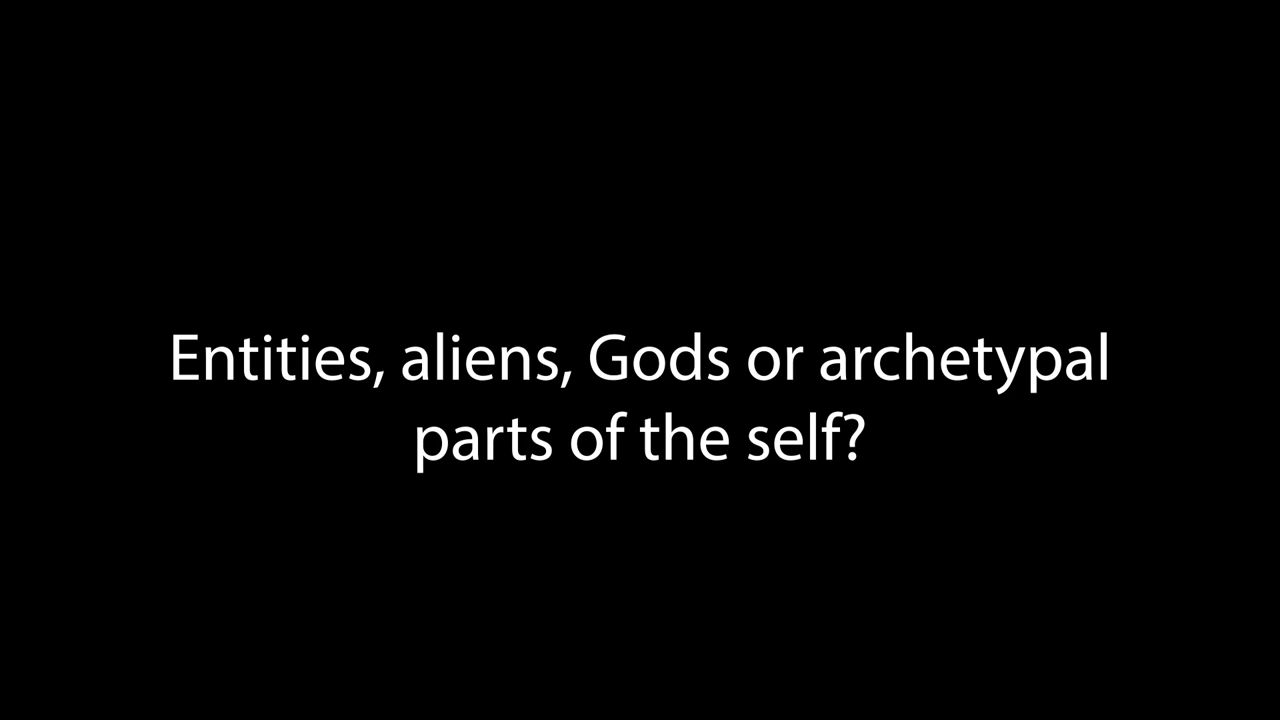 Entities, aliens, Gods or archetypal
parts of the self?